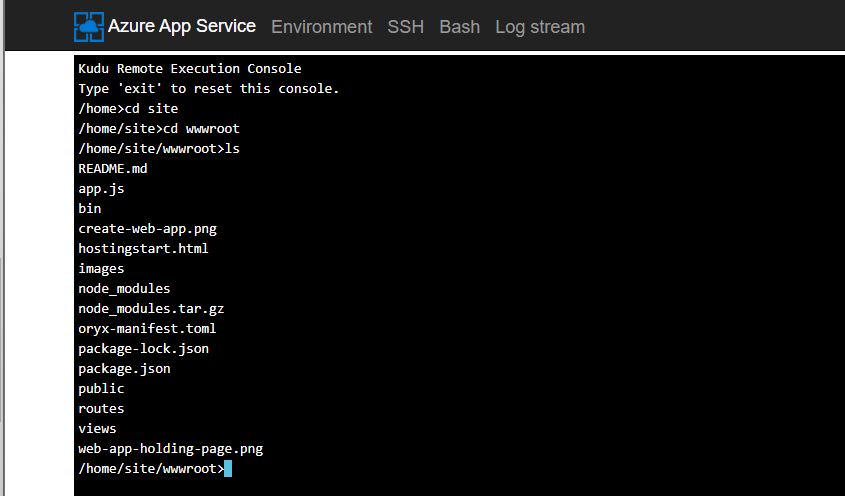 Azure App Service Environment SSH Bash Log stream
Kudu Remote Execution Console
Type 'exit' to reset this console.
/home>cd site
/home/site>cd wwwroot
/home/site/wwwroot>ls
README.md
app.js
bin
create-web-app.png
hostingstart.html
images
node_modules
node_modules.tar.gz
oryx-manifest.toml
package-lock.json
package.json
public
routes
views
web-app-holding-page.png
/home/site/wwwroot>